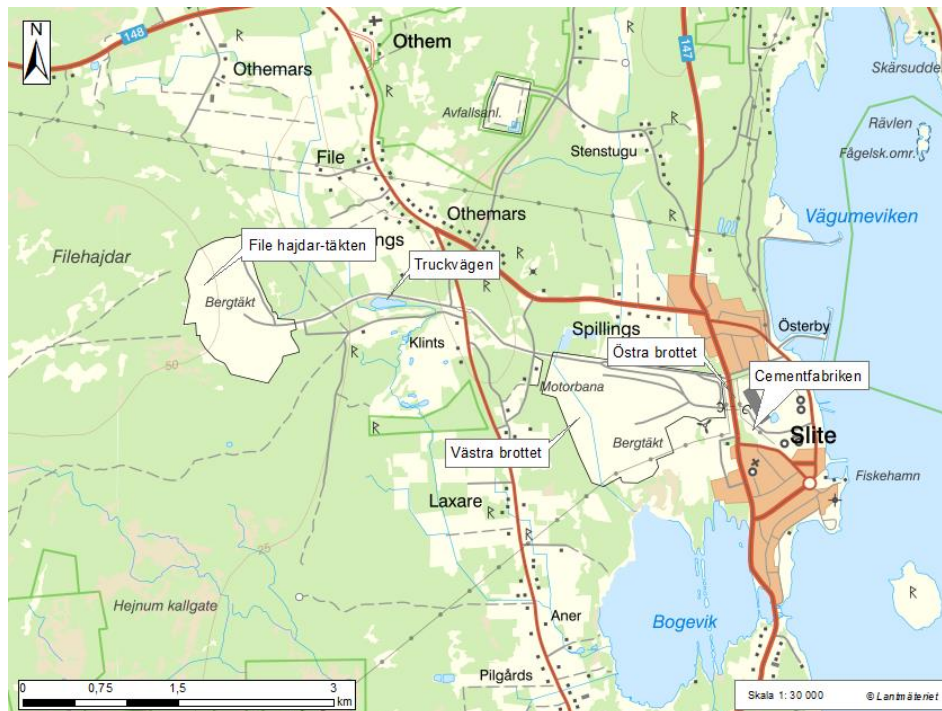 N
148
Othem
147
Othemars
Skärsudde
Avfallsanl.
Rävlen
Fågelsk.omr.
File
Stenstugu
Othemars
Vägumeviken
File hajdar-täkten
ngs
Filehajdar
Truckvägen
Bergtäkt
Spillings
Österby
Klints
Östra brottet
50
Motorbana
Cementfabriken
Slite
Västra brottet
Bergtäkt
Fiskehamn
Laxare
25
Hejnum kallgate
Aner
Bogevik
Pilgårds
0 0,75 1,5 3
km
Skala 1: 30 000 © Lantmäteriet